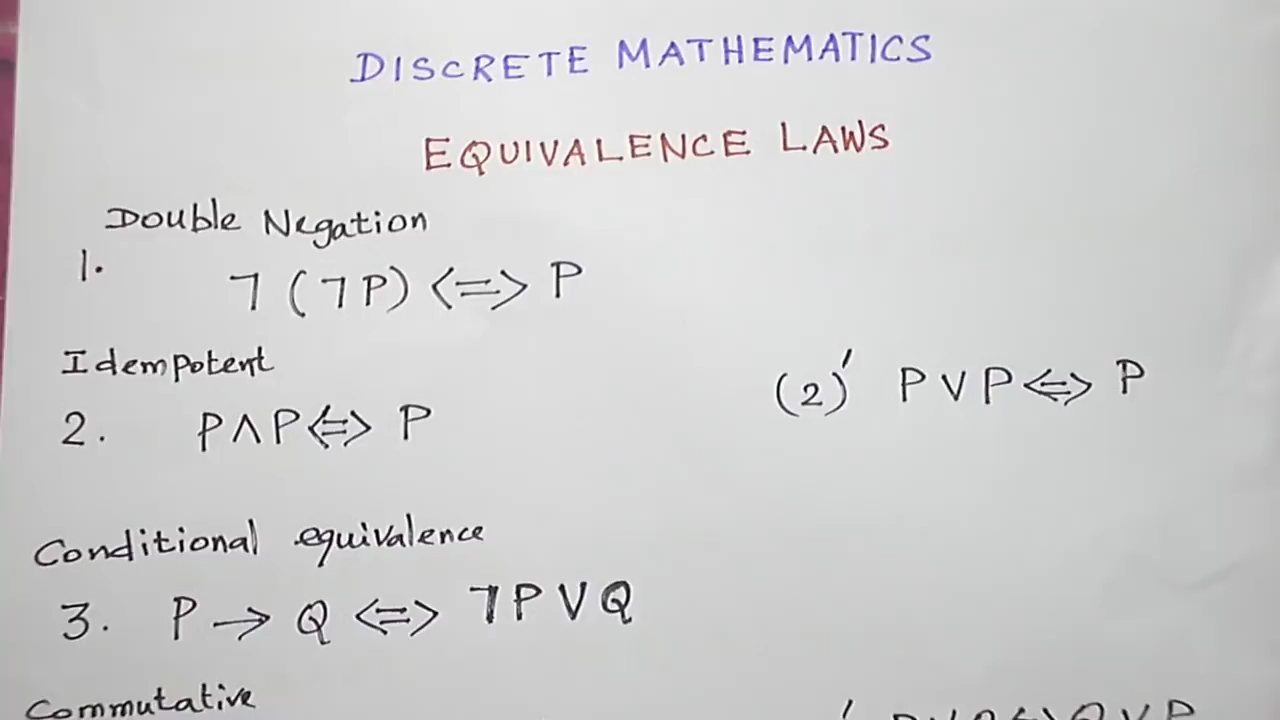 DISCRETE MATHEMATICS
EQUIVALENCE LAWS
Double Negation
1. ¬(¬P) <=> P
Idempotent
2. P∧P <=> P
(2)' P∨P <=> P
Conditional equivalence
3. P → Q <=> ¬P∨Q
Commutative
Q∨P